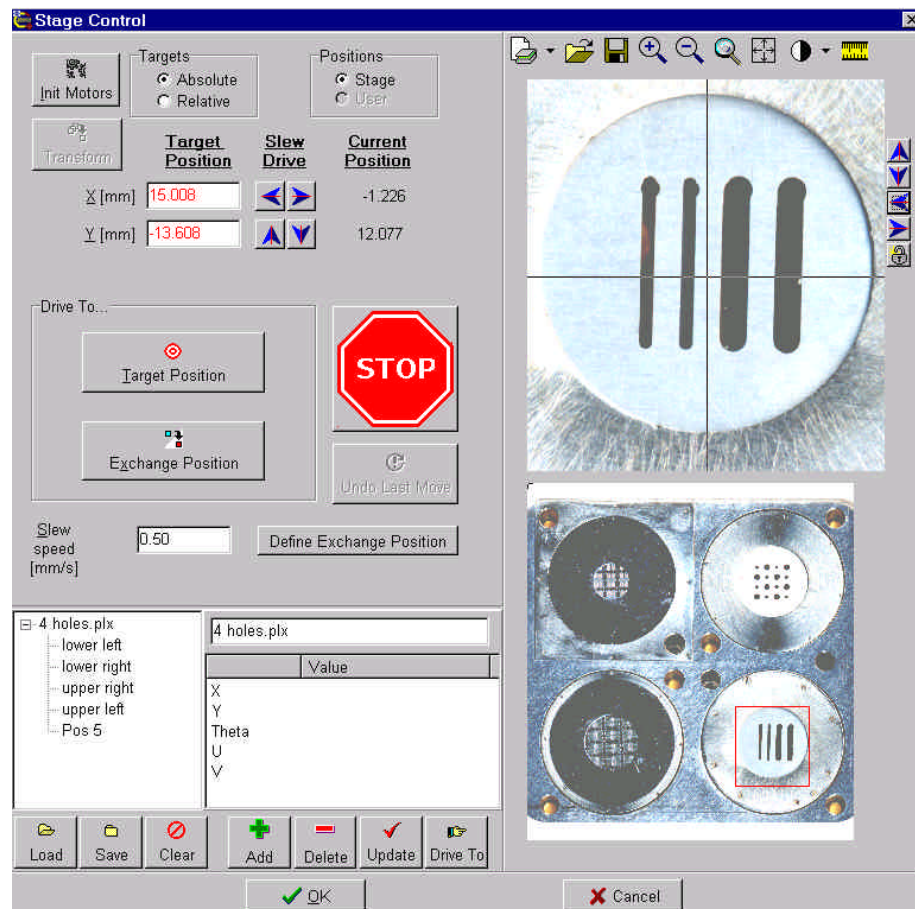 Stage Control
Init Motors
Targets
Absolute
Relative
Positions
Stage
User
Transform
Target Position
Slew Drive
Current Position
X [mm] 15.008 -1.226
Y [mm] -13.608 12.077
Drive To...
Target Position
Exchange Position
STOP
Undo Last Move
Slew speed [mm/s]
0.50
Define Exchange Position
4 holes.plx
lower left
lower right
upper right
upper left
Pos 5
4 holes.plx
Value
X
Y
Theta
U
V
Load Save Clear Add Delete Update Drive To
OK Cancel